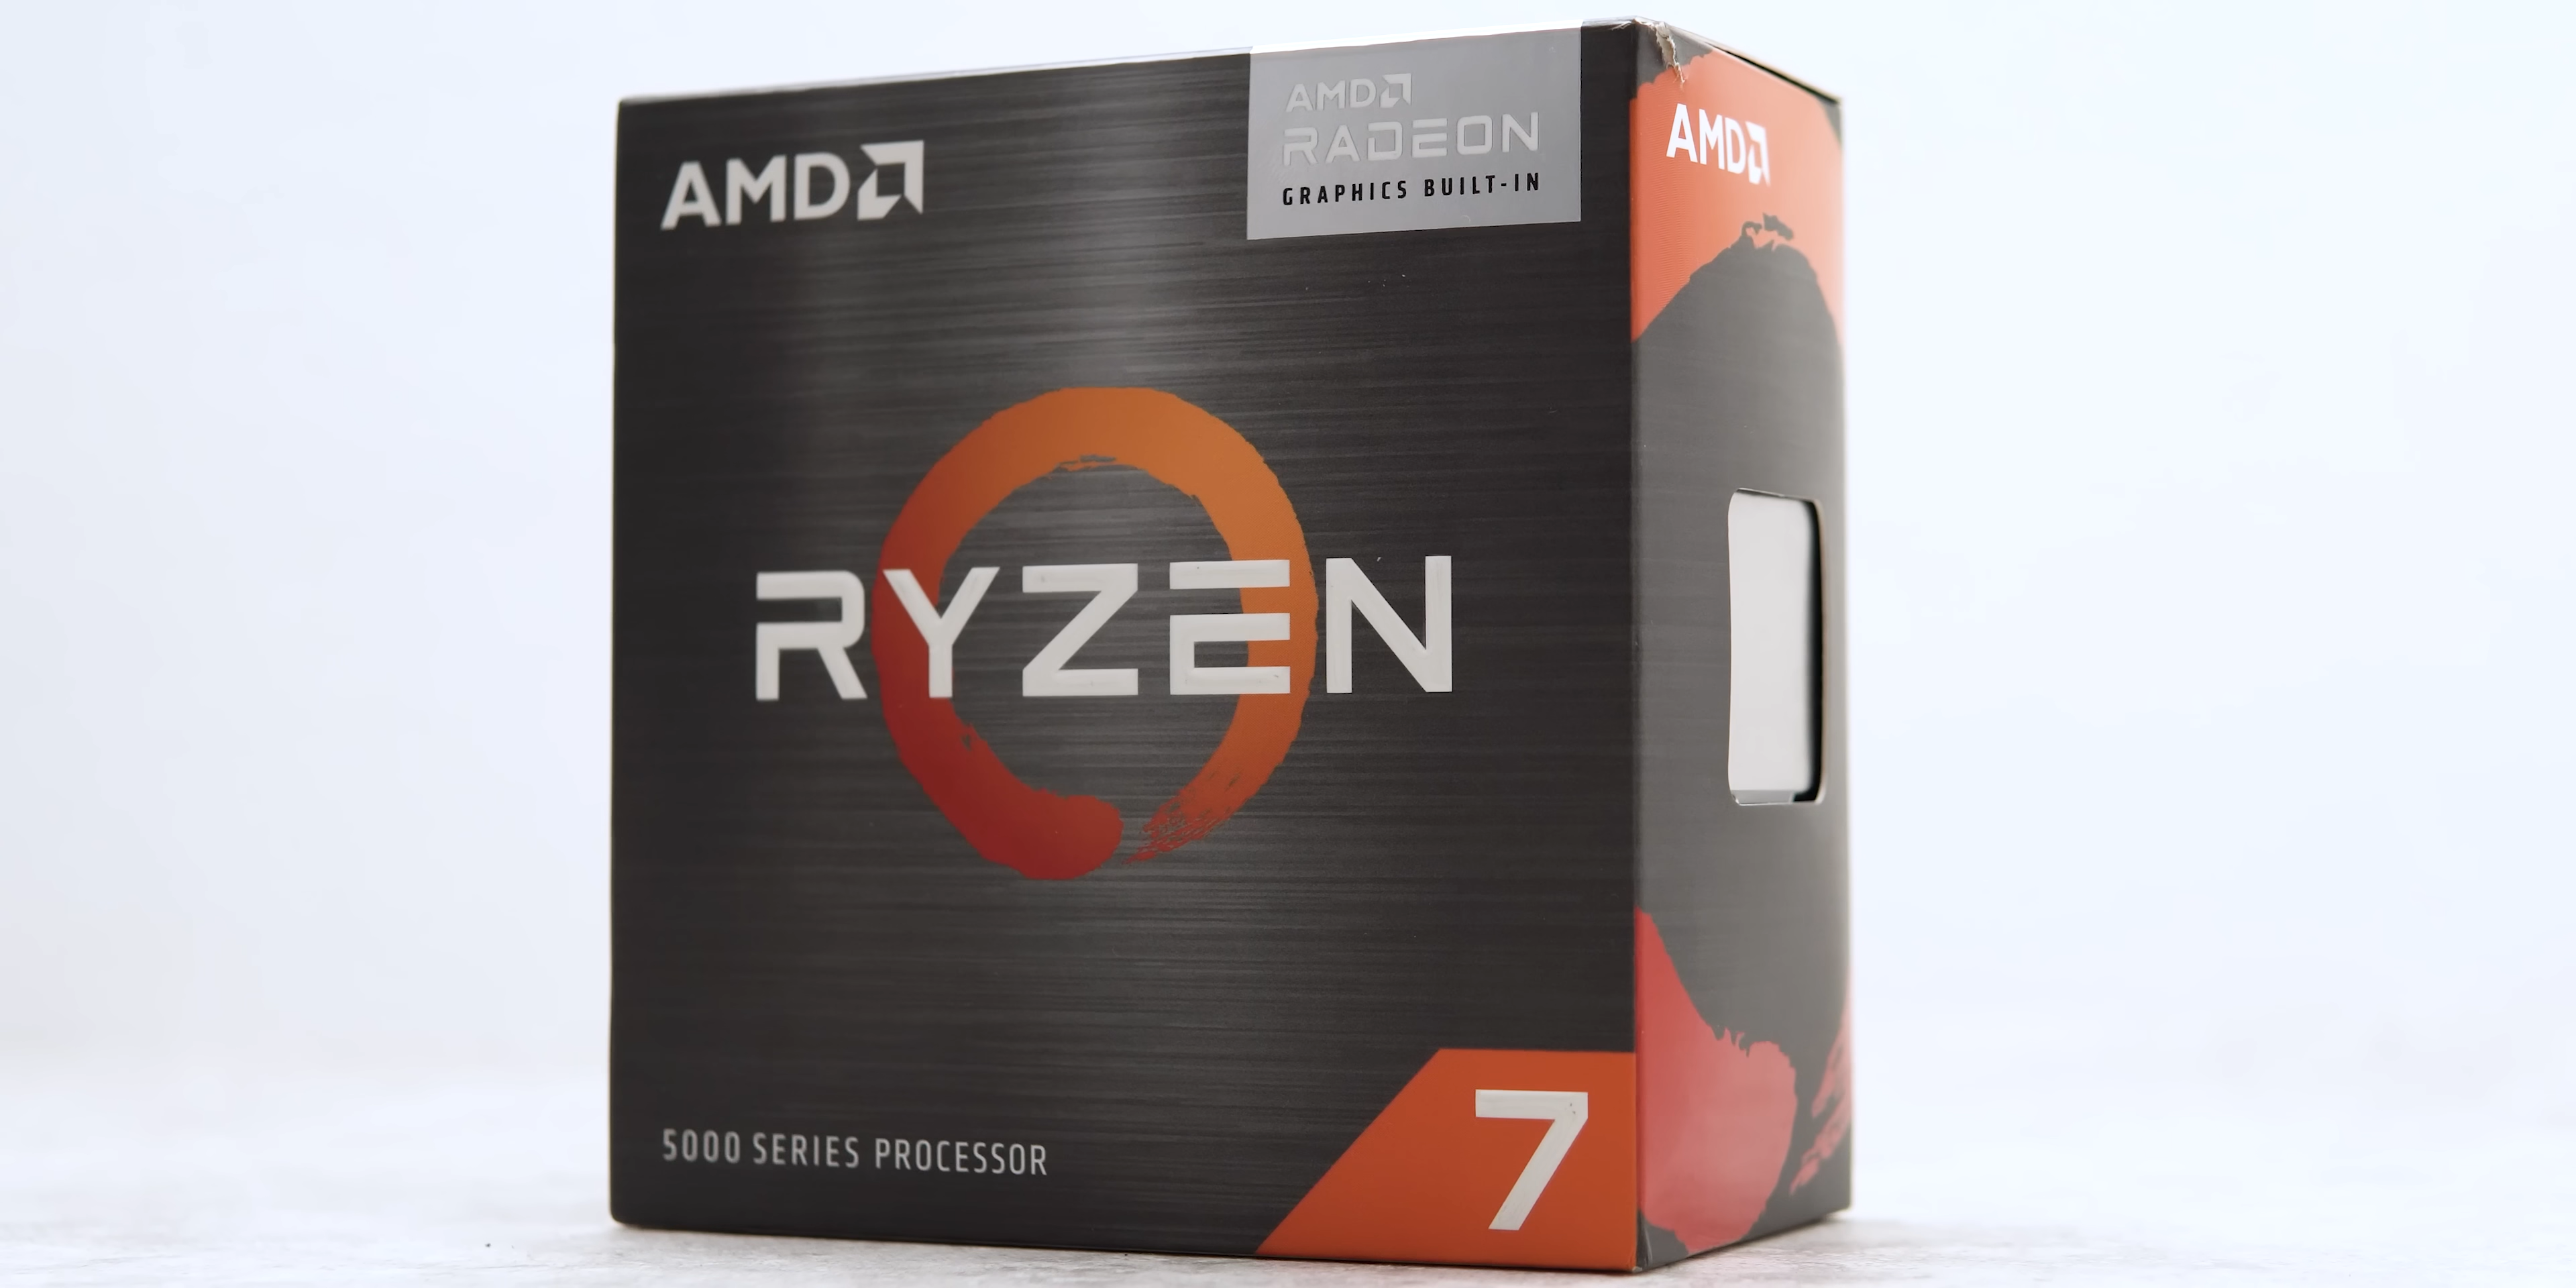 AMD
AMD
RADEON
GRAPHICS BUILT-IN
AMD
RYZEN
5000 SERIES PROCESSOR
7